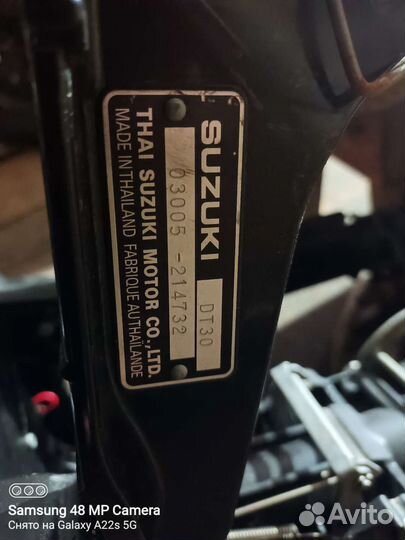 SUZUKI DT30
03005-214732
THAI SUZUKI MOTOR CO.,LTD.
MADE IN THAILAND FABRIQUE AU THAÏLANDE
Samsung 48 MP Camera
Снято на Galaxy A22s 5G
Avito